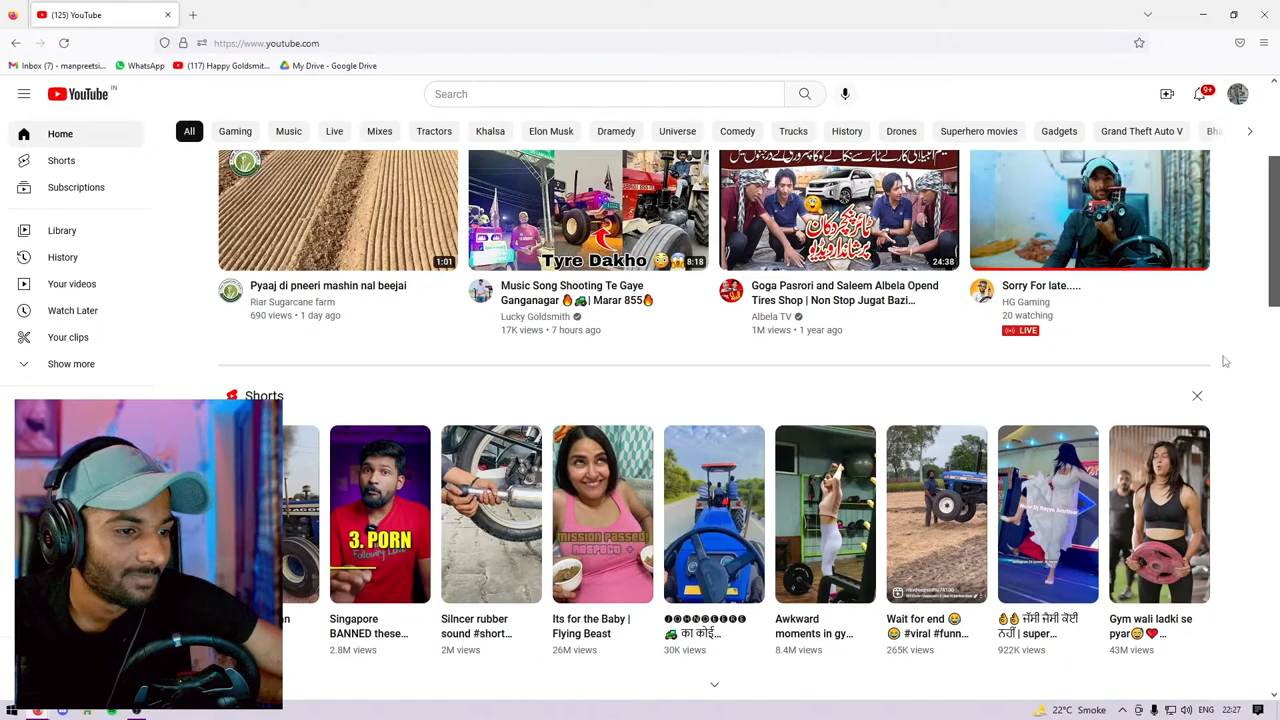 (125) YouTube
https://www.youtube.com
Inbox (7) - manpreetsi...
WhatsApp
(117) Happy Goldsmit...
My Drive - Google Drive
YouTube IN
Search
9+
Home
Shorts
Subscriptions
Library
History
Your videos
Watch Later
Your clips
Show more
All
Gaming
Music
Live
Mixes
Tractors
Khalsa
Elon Musk
Dramedy
Universe
Comedy
Trucks
History
Drones
Superhero movies
Gadgets
Grand Theft Auto V
Bha
1:01
Tyre Dakho
8:18
24:38
Pyaaj di pneeri mashin nal beejai
Riar Sugarcane farm
690 views • 1 day ago
Music Song Shooting Te Gaye
Ganganagar 🔥🚜| Marar 855🔥
Lucky Goldsmith
17K views • 7 hours ago
Goga Pasrori and Saleem Albela Opend
Tires Shop | Non Stop Jugat Bazi...
Albela TV
1M views • 1 year ago
Sorry For late.....
HG Gaming
20 watching
LIVE
Shorts
3. PORN
Singapore
BANNED these...
2.8M views
Silncer rubber
sound #short...
2M views
mission passed
RESPECT +
Its for the Baby |
Flying Beast
26M views
🅙🅞🅗🅝🅓🅔🅔🅡🅔
🚜 का कोई...
30K views
Awkward
moments in gy...
8.4M views
Wait for end 😂
😂 #viral #funn...
265K views
👌👌 ਜੱਮੀ ਜੈਮੀ ਕੋਈ
ਨਹੀਂ | super...
922K views
Gym wali ladki se
pyar😅❤️...
43M views
22°C Smoke
ENG
22:27